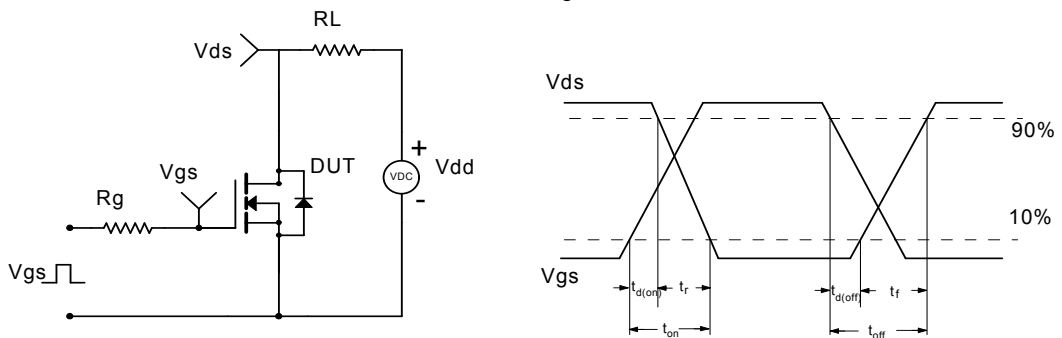 RL
Vds
Vgs
Rg
DUT
VDC
+
-
Vdd
Vgs
Vds
90%
10%
Vgs
td(on)
tr
td(off)
tf
ton
toff